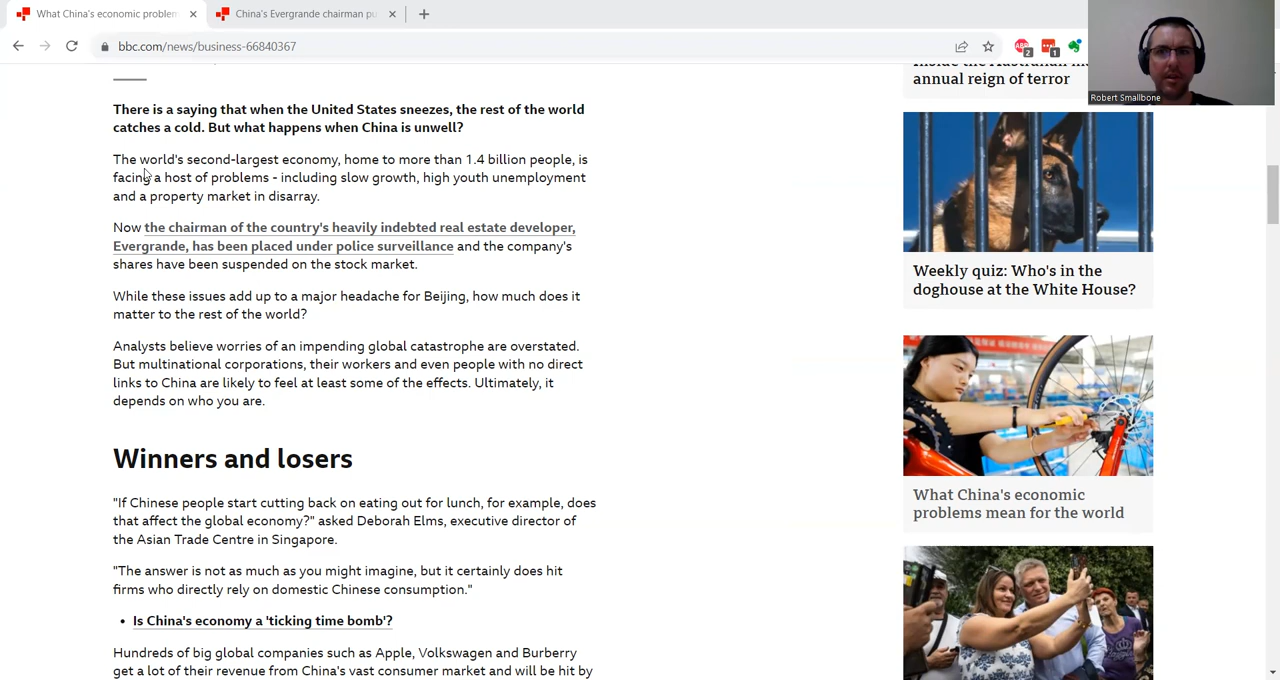 What China's economic problem
China's Evergrande chairman pu
bbc.com/news/business-66840367
2
1
Robert Smallbone
There is a saying that when the United States sneezes, the rest of the world
catches a cold. But what happens when China is unwell?
The world's second-largest economy, home to more than 1.4 billion people, is
facing a host of problems - including slow growth, high youth unemployment
and a property market in disarray.
Now the chairman of the country's heavily indebted real estate developer,
Evergrande, has been placed under police surveillance and the company's
shares have been suspended on the stock market.
While these issues add up to a major headache for Beijing, how much does it
matter to the rest of the world?
Analysts believe worries of an impending global catastrophe are overstated.
But multinational corporations, their workers and even people with no direct
links to China are likely to feel at least some of the effects. Ultimately, it
depends on who you are.
Winners and losers
"If Chinese people start cutting back on eating out for lunch, for example, does
that affect the global economy?" asked Deborah Elms, executive director of
the Asian Trade Centre in Singapore.
"The answer is not as much as you might imagine, but it certainly does hit
firms who directly rely on domestic Chinese consumption."
• Is China's economy a 'ticking time bomb'?
Hundreds of big global companies such as Apple, Volkswagen and Burberry
get a lot of their revenue from China's vast consumer market and will be hit by
annual reign of terror
Weekly quiz: Who's in the
doghouse at the White House?
What China's economic
problems mean for the world